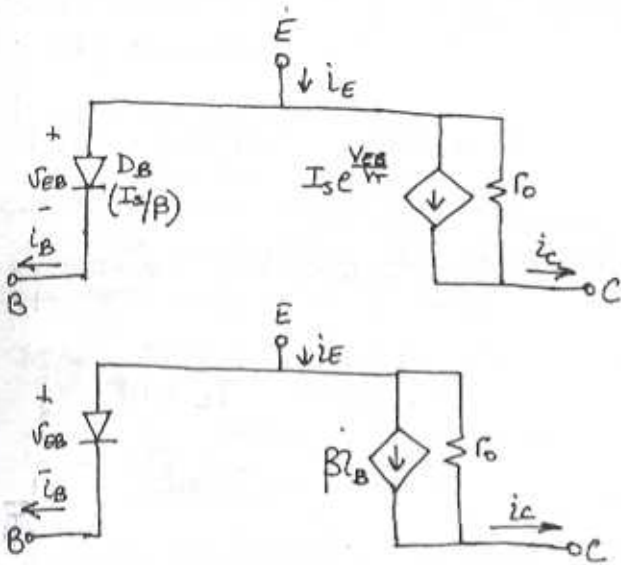 E
↓ i_E
+
V_EB
D_B
(I_s/β)
-
I_s e^(V_EB/V_T)
↓
r_o
i_B
B
i_c
C
E
↓ i_E
+
V_EB
-
i_B
B
βi_B
↓
r_o
i_c
C